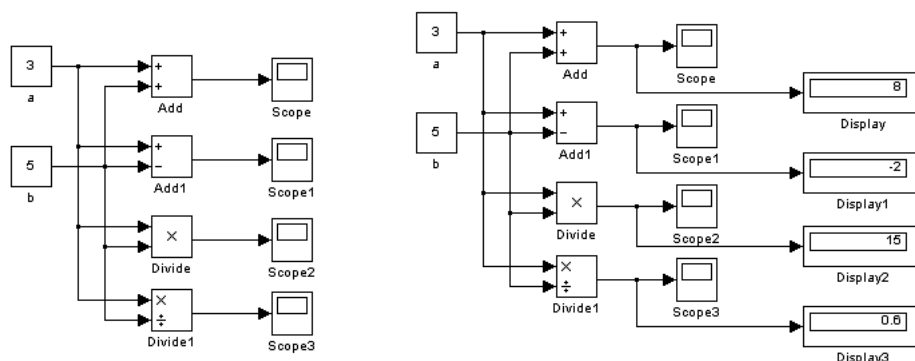 3
a
5
b
+
+
Add
Scope
+
−
Add1
Scope1
×
Divide
Scope2
×
÷
Divide1
Scope3
3
a
5
b
+
+
Add
Scope
8
Display
+
−
Add1
Scope1
-2
Display1
×
Divide
Scope2
15
Display2
×
÷
Divide1
Scope3
0.6
Display3